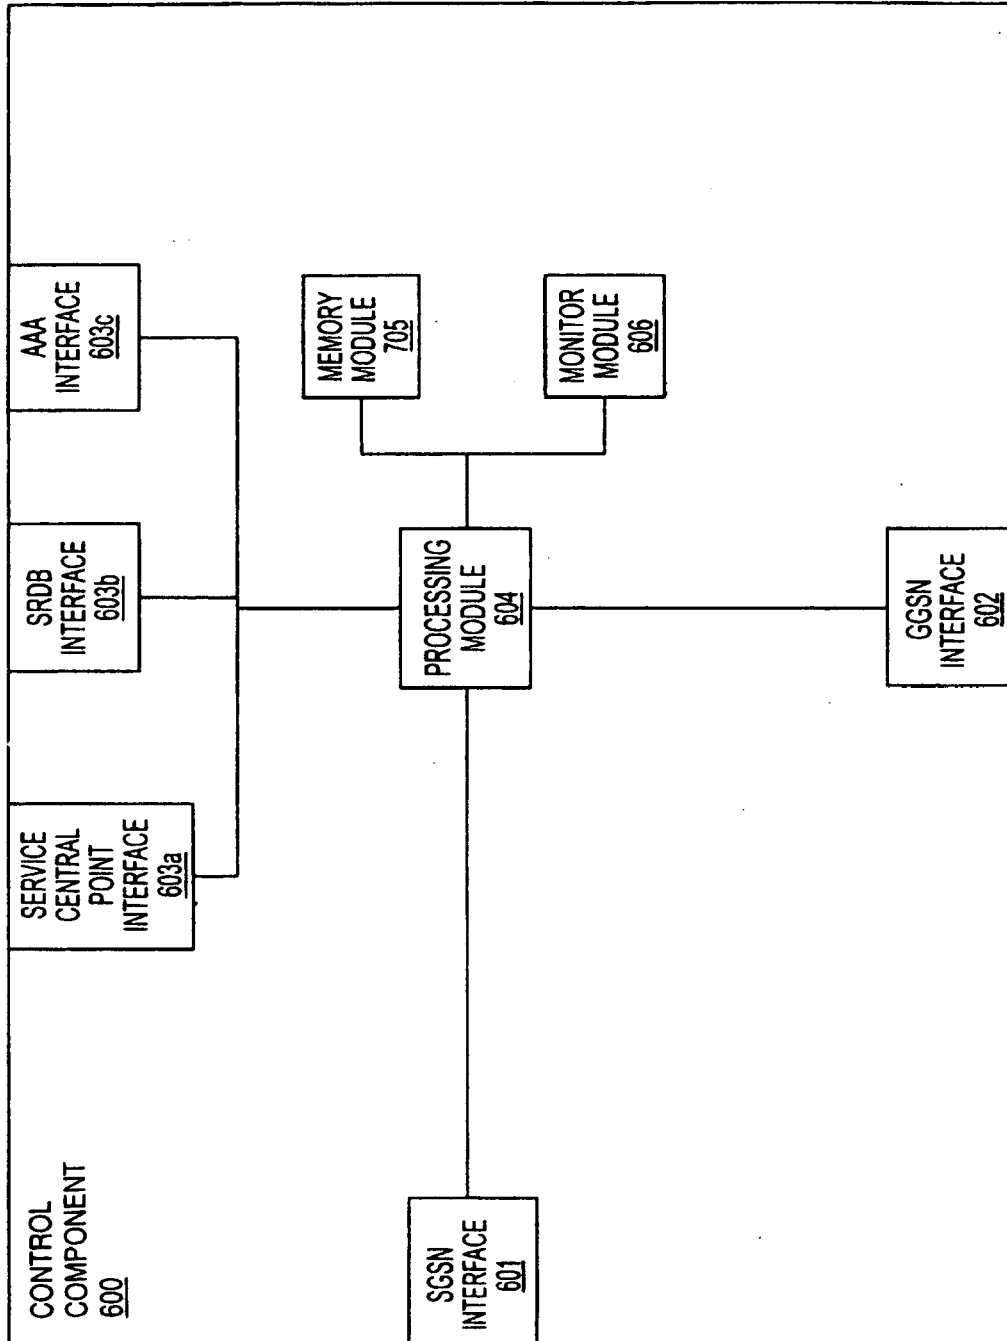 CONTROL
COMPONENT
600
SERVICE
CENTRAL
POINT
INTERFACE
603a
SRDB
INTERFACE
603b
AAA
INTERFACE
603c
MEMORY
MODULE
705
MONITOR
MODULE
606
PROCESSING
MODULE
604
SGSN
INTERFACE
601
GGSN
INTERFACE
602